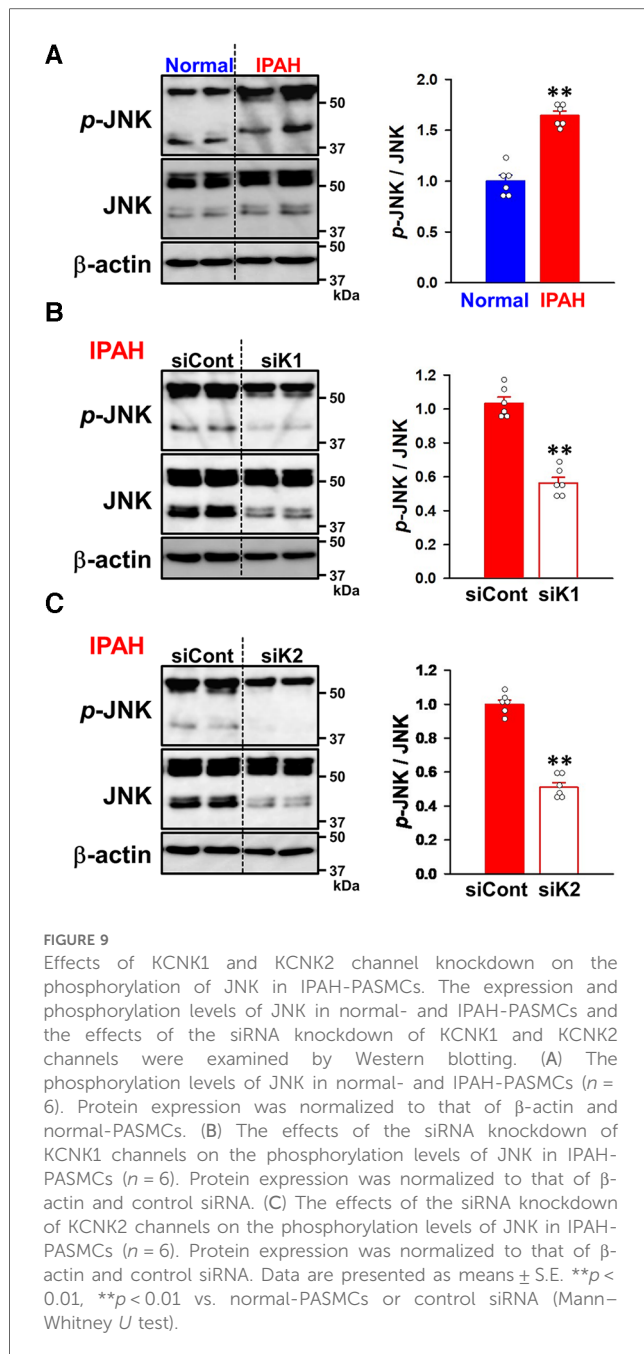 A
Normal IPAH
p-JNK
50
37
JNK
50
37
β-actin
50
37
kDa
p-JNK / JNK
2.0
1.5
1.0
0.5
0.0
**
Normal IPAH
B
IPAH
siCont siK1
p-JNK
50
37
JNK
50
37
β-actin
50
37
kDa
p-JNK / JNK
1.2
1.0
0.8
0.6
0.4
0.2
0.0
**
siCont siK1
C
IPAH
siCont siK2
p-JNK
50
37
JNK
50
37
β-actin
50
37
kDa
p-JNK / JNK
1.2
1.0
0.8
0.6
0.4
0.2
0.0
**
siCont siK2
FIGURE 9
Effects of KCNK1 and KCNK2 channel knockdown on the
phosphorylation of JNK in IPAH-PASMCs. The expression and
phosphorylation levels of JNK in normal- and IPAH-PASMCs and
the effects of the siRNA knockdown of KCNK1 and KCNK2
channels were examined by Western blotting. (A) The
phosphorylation levels of JNK in normal- and IPAH-PASMCs (n =
6). Protein expression was normalized to that of β-actin and
normal-PASMCs. (B) The effects of the siRNA knockdown of
KCNK1 channels on the phosphorylation levels of JNK in IPAH-
PASMCs (n = 6). Protein expression was normalized to that of β-
actin and control siRNA. (C) The effects of the siRNA knockdown
of KCNK2 channels on the phosphorylation levels of JNK in IPAH-
PASMCs (n = 6). Protein expression was normalized to that of β-
actin and control siRNA. Data are presented as means ± S.E. **p <
0.01, **p < 0.01 vs. normal-PASMCs or control siRNA (Mann–
Whitney U test).